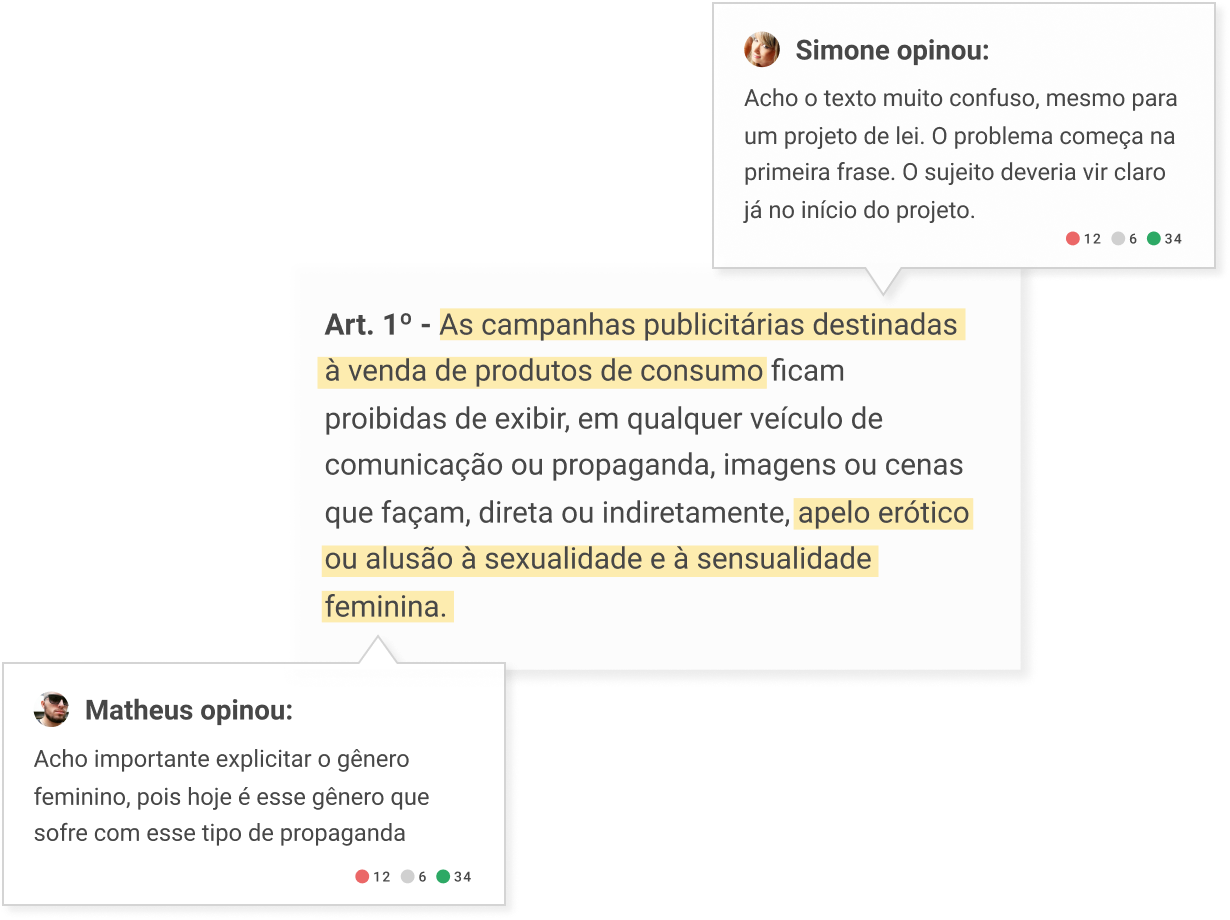 Simone opinou:
Acho o texto muito confuso, mesmo para
um projeto de lei. O problema começa na
primeira frase. O sujeito deveria vir claro
já no início do projeto.
12 6 34
Art. 1º - As campanhas publicitárias destinadas
à venda de produtos de consumo ficam
proibidas de exibir, em qualquer veículo de
comunicação ou propaganda, imagens ou cenas
que façam, direta ou indiretamente, apelo erótico
ou alusão à sexualidade e à sensualidade
feminina.
Matheus opinou:
Acho importante explicitar o gênero
feminino, pois hoje é esse gênero que
sofre com esse tipo de propaganda
12 6 34